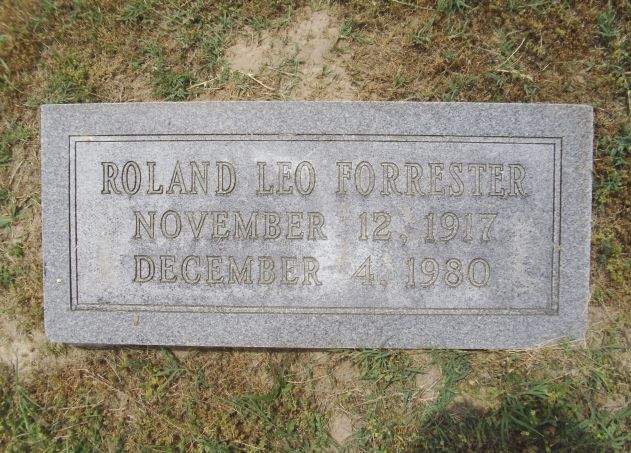 ROLAND LEO FORRESTER
NOVEMBER 12, 1917
DECEMBER 4, 1980